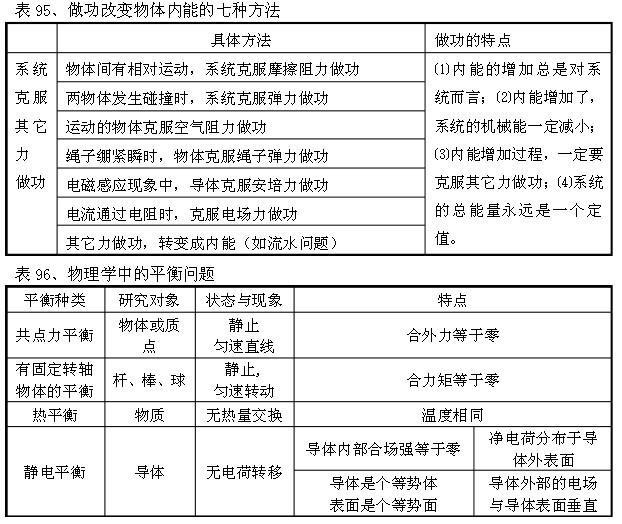 表 95、做功改变物体内能的七种方法
具体方法
做功的特点
系统
克服
其它
力
做功
物体间有相对运动，系统克服摩擦阻力做功
两物体发生碰撞时，系统克服弹力做功
运动的物体克服空气阻力做功
绳子绷紧瞬时，物体克服绳子弹力做功
电磁感应现象中，导体克服安培力做功
电流通过电阻时，克服电场力做功
其它力做功，转变成内能（如流水问题）
⑴内能的增加总是对系
统而言；⑵内能增加了，
系统的机械能一定减小；
⑶内能增加过程，一定要
克服其它力做功；⑷系统
的总能量永远是一个定
值。
表 96、物理学中的平衡问题
平衡种类
研究对象
状态与现象
特点
共点力平衡
物体或质
点
静止
匀速直线
合外力等于零
有固定转轴
物体的平衡
杆、棒、球
静止,
匀速转动
合力矩等于零
热平衡
物质
无热量交换
温度相同
静电平衡
导体
无电荷转移
导体内部合场强等于零
净电荷分布于导
体外表面
导体是个等势体
表面是个等势面
导体外部的电场
与导体表面垂直